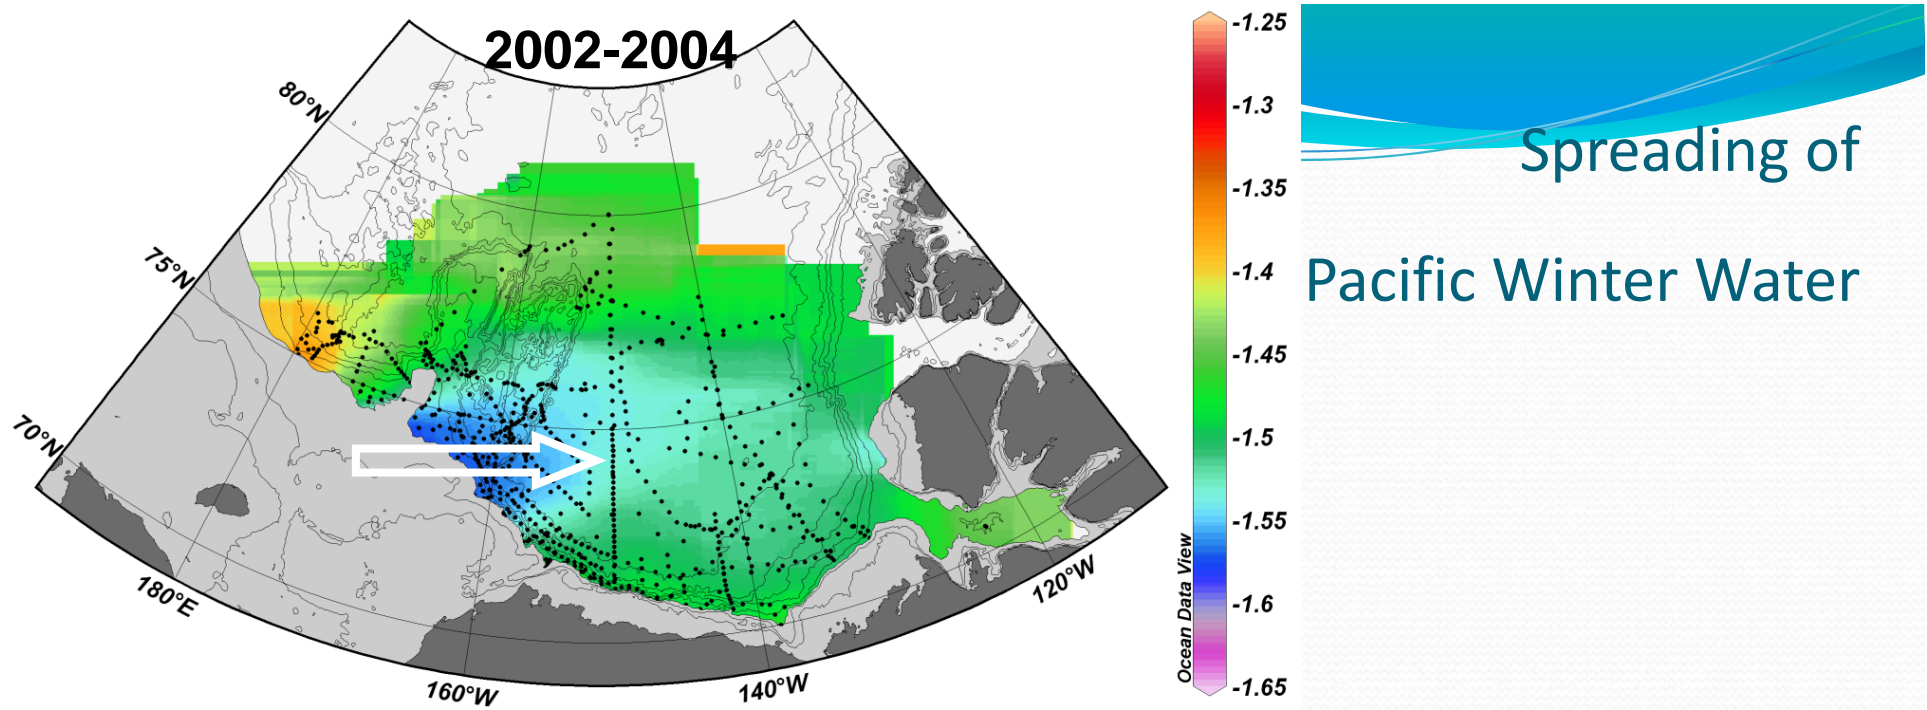 2002-2004
80°N
75°N
70°N
180°E
160°W
140°W
120°W
Ocean Data View
-1.25
-1.3
-1.35
-1.4
-1.45
-1.5
-1.55
-1.6
-1.65
Spreading of
Pacific Winter Water